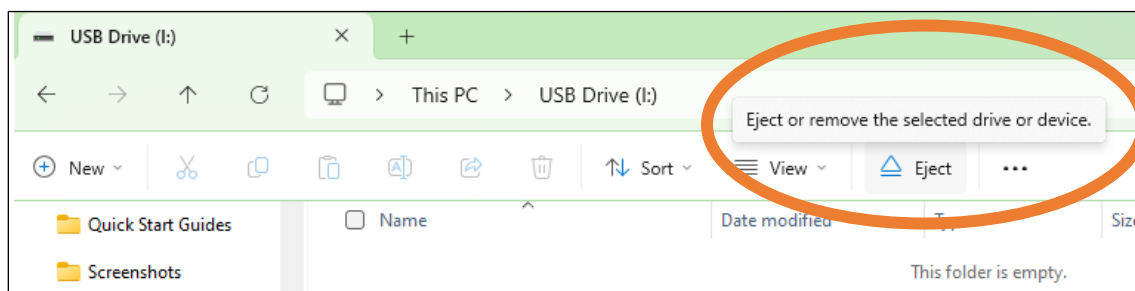 USB Drive (I:)
This PC > USB Drive (I:)
Eject or remove the selected drive or device.
New Sort View Eject
Quick Start Guides Name Date modified Type
Screenshots This folder is empty.